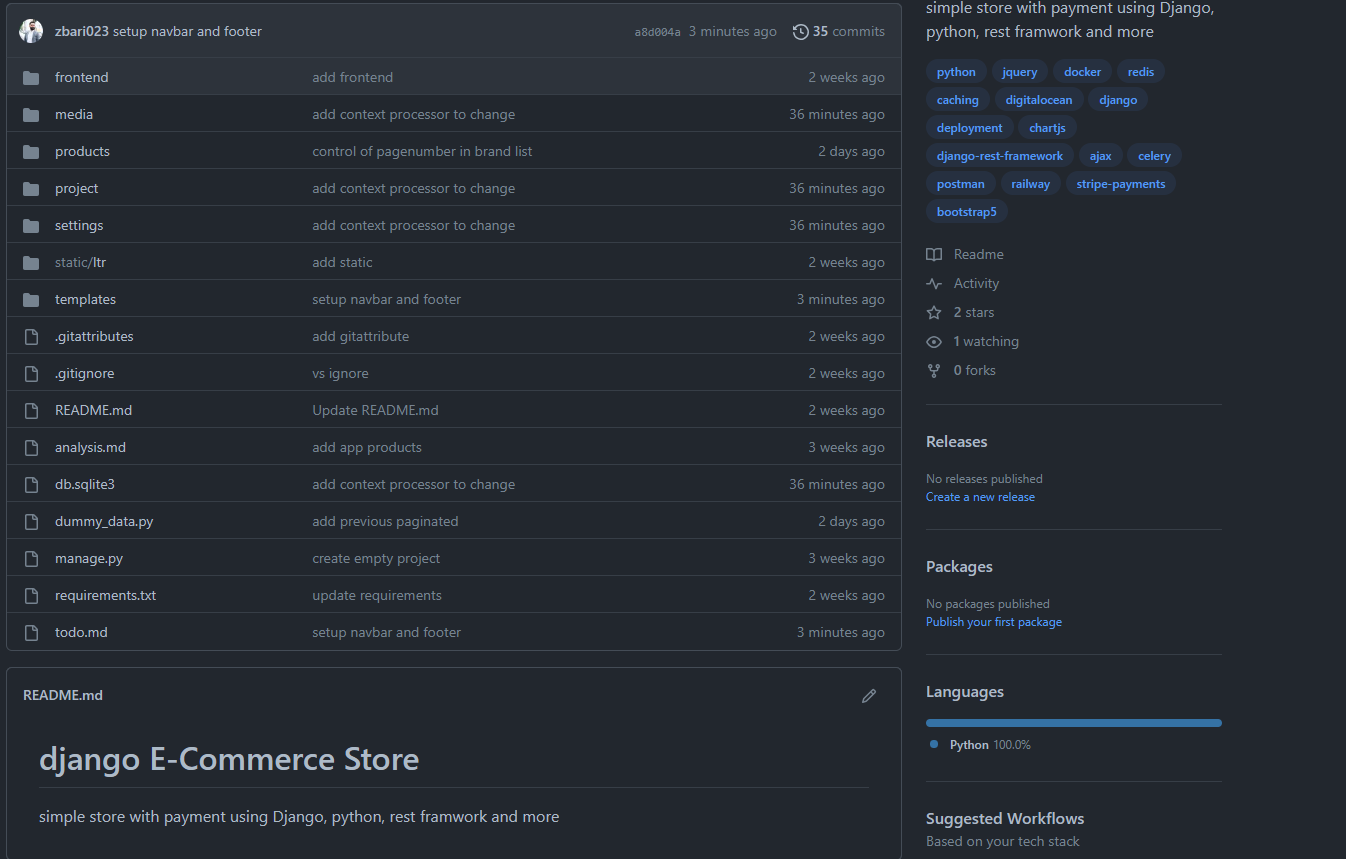 zbari023 setup navbar and footer a8d004a 3 minutes ago 35 commits
frontend add frontend 2 weeks ago
media add context processor to change 36 minutes ago
products control of pagenumber in brand list 2 days ago
project add context processor to change 36 minutes ago
settings add context processor to change 36 minutes ago
static/ltr add static 2 weeks ago
templates setup navbar and footer 3 minutes ago
.gitattributes add gitattribute 2 weeks ago
.gitignore vs ignore 2 weeks ago
README.md Update README.md 2 weeks ago
analysis.md add app products 3 weeks ago
db.sqlite3 add context processor to change 36 minutes ago
dummy_data.py add previous paginated 2 days ago
manage.py create empty project 3 weeks ago
requirements.txt update requirements 2 weeks ago
todo.md setup navbar and footer 3 minutes ago
README.md
django E-Commerce Store
simple store with payment using Django, python, rest framwork and more
simple store with payment using Django,
python, rest framwork and more
python jquery docker redis
caching digitalocean django
deployment chartjs
django-rest-framework ajax celery
postman railway stripe-payments
bootstrap5
Readme
Activity
2 stars
1 watching
0 forks
Releases
No releases published
Create a new release
Packages
No packages published
Publish your first package
Languages
Python 100.0%
Suggested Workflows
Based on your tech stack